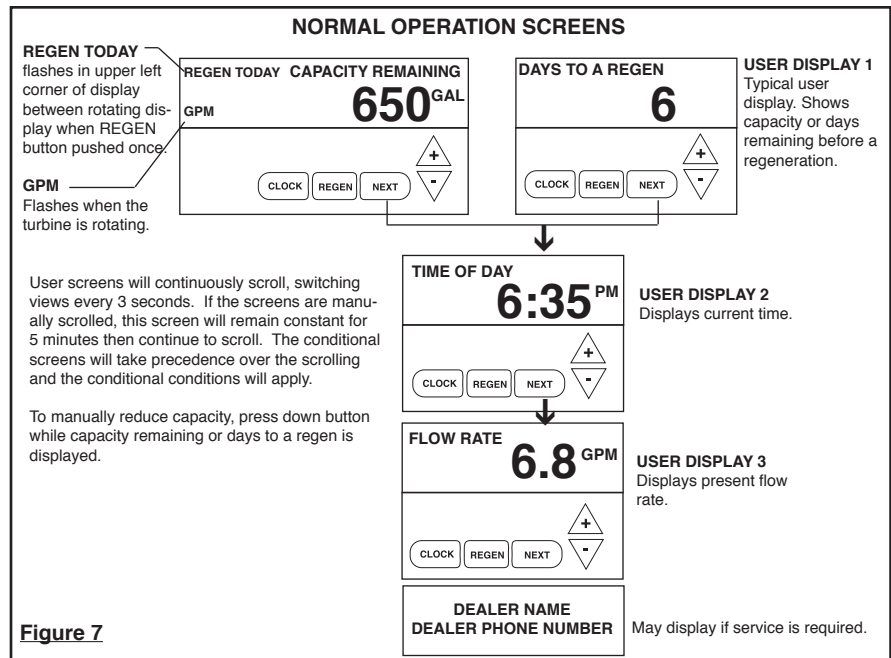 NORMAL OPERATION SCREENS
REGEN TODAY
flashes in upper left
corner of display
between rotating dis-
play when REGEN
button pushed once.
GPM
Flashes when the
turbine is rotating.
REGEN TODAY CAPACITY REMAINING
650 GAL
GPM
+
CLOCK REGEN NEXT -
DAYS TO A REGEN
6
+
CLOCK REGEN NEXT -
USER DISPLAY 1
Typical user
display. Shows
capacity or days
remaining before a
regeneration.
User screens will continuously scroll, switching
views every 3 seconds. If the screens are manu-
ally scrolled, this screen will remain constant for
5 minutes then continue to scroll. The conditional
screens will take precedence over the scrolling
and the conditional conditions will apply.
To manually reduce capacity, press down button
while capacity remaining or days to a regen is
displayed.
TIME OF DAY
6:35 PM
+
CLOCK REGEN NEXT -
USER DISPLAY 2
Displays current time.
FLOW RATE
6.8 GPM
+
CLOCK REGEN NEXT -
USER DISPLAY 3
Displays present flow
rate.
DEALER NAME
DEALER PHONE NUMBER
May display if service is required.
Figure 7